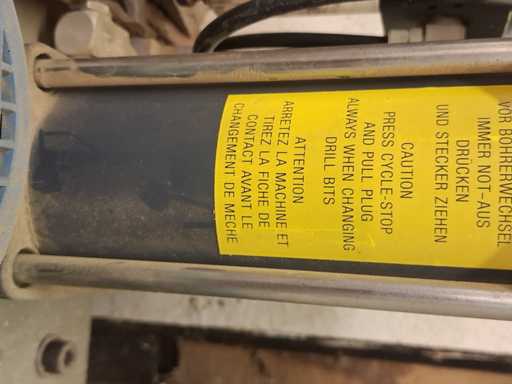 VOR BOHRERWECHSEL
IMMER NOT-AUS
DRÜCKEN
UND STECKER ZIEHEN
CAUTION
PRESS CYCLE-STOP
AND PULL PLUG
ALWAYS WHEN CHANGING
DRILL BITS
ATTENTION
ARRETEZ LA MACHINE ET
TIREZ LA FICHE DE
CONTACT AVANT LE
CHANGEMENT DE MECHE